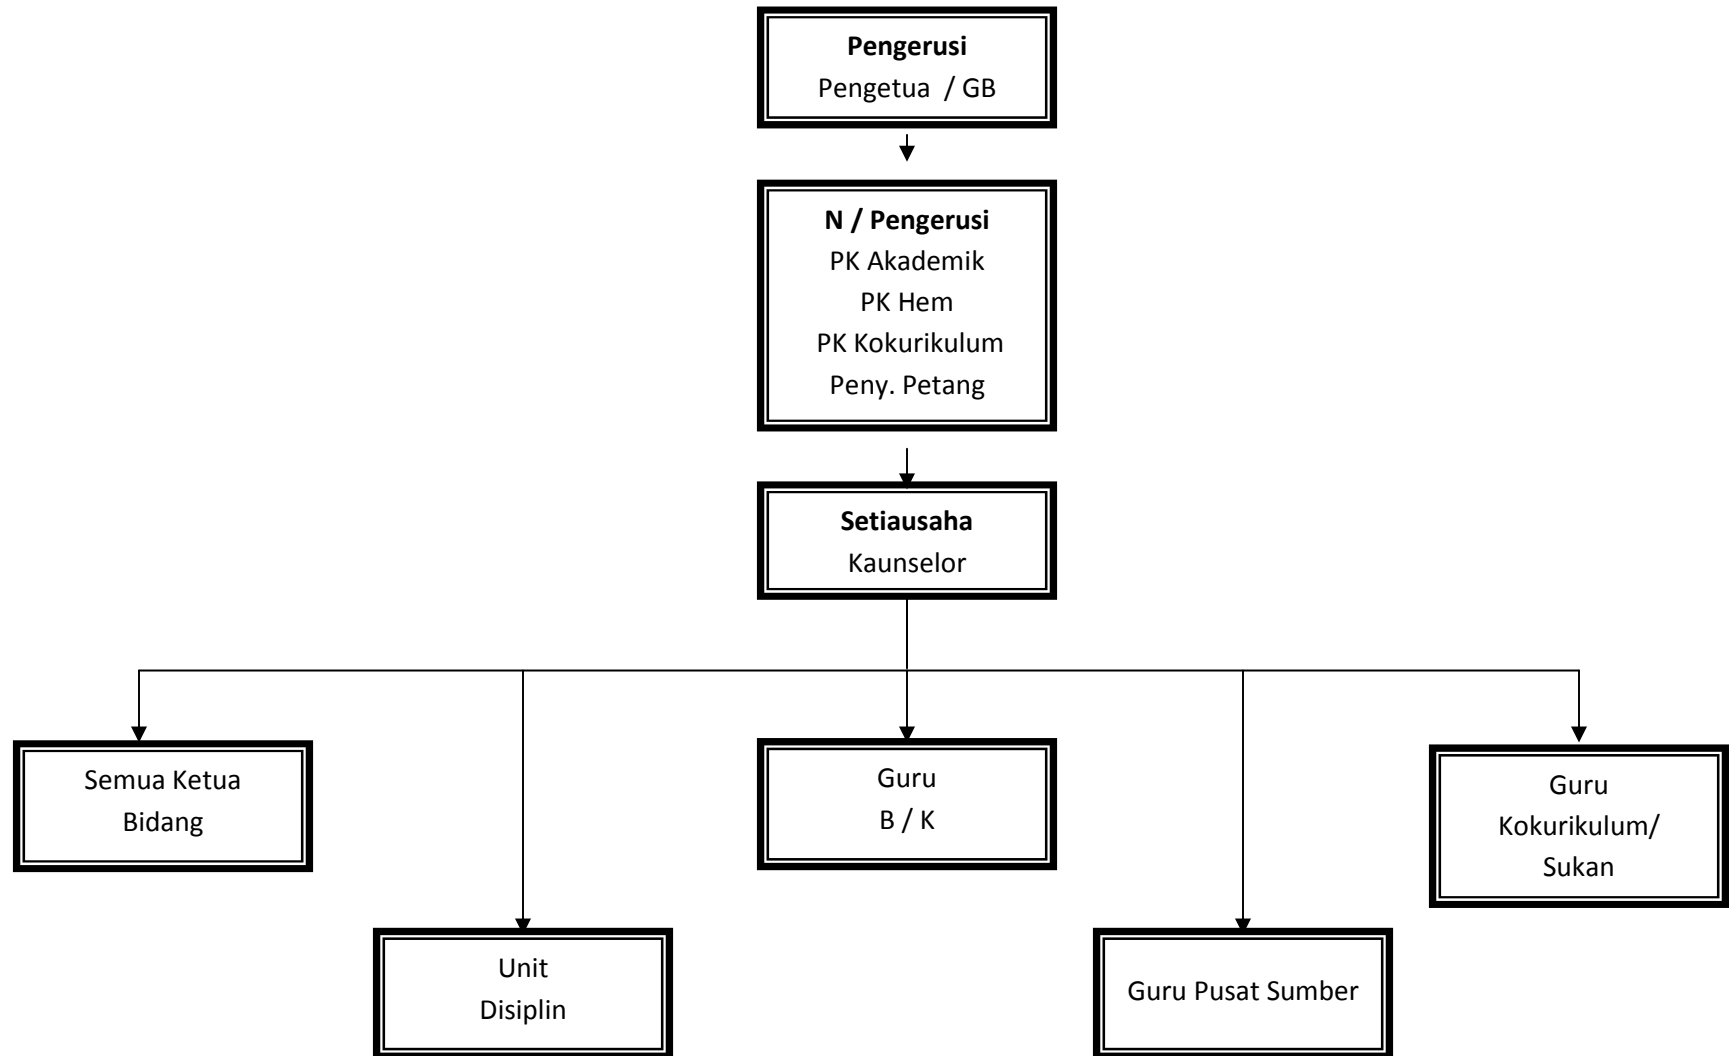 Pengerusi
Pengetua / GB
N / Pengerusi
PK Akademik
PK Hem
PK Kokurikulum
Peny. Petang
Setiausaha
Kaunselor
Semua Ketua
Bidang
Unit
Disiplin
Guru
B / K
Guru Pusat Sumber
Guru
Kokurikulum/
Sukan